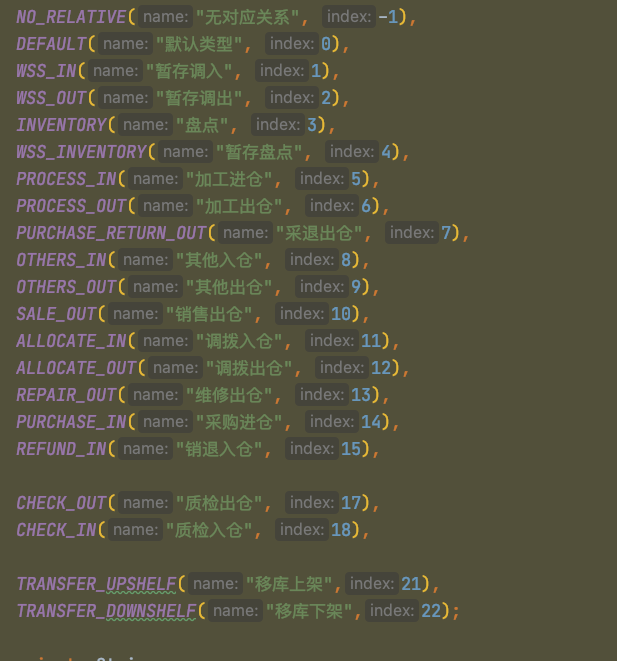 NO_RELATIVE( name: "无对应关系", index: -1),
DEFAULT( name: "默认类型", index: 0),
WSS_IN( name: "暂存调入", index: 1),
WSS_OUT( name: "暂存调出", index: 2),
INVENTORY( name: "盘点", index: 3),
WSS_INVENTORY( name: "暂存盘点", index: 4),
PROCESS_IN( name: "加工进仓", index: 5),
PROCESS_OUT( name: "加工出仓", index: 6),
PURCHASE_RETURN_OUT( name: "采退出仓", index: 7),
OTHERS_IN( name: "其他入仓", index: 8),
OTHERS_OUT( name: "其他出仓", index: 9),
SALE_OUT( name: "销售出仓", index: 10),
ALLOCATE_IN( name: "调拨入仓", index: 11),
ALLOCATE_OUT( name: "调拨出仓", index: 12),
REPAIR_OUT( name: "维修出仓", index: 13),
PURCHASE_IN( name: "采购进仓", index: 14),
REFUND_IN( name: "销退入仓", index: 15),
CHECK_OUT( name: "质检出仓", index: 17),
CHECK_IN( name: "质检入仓", index: 18),
TRANSFER_UPSHELF( name: "移库上架", index: 21),
TRANSFER_DOWNSHELF( name: "移库下架", index: 22);